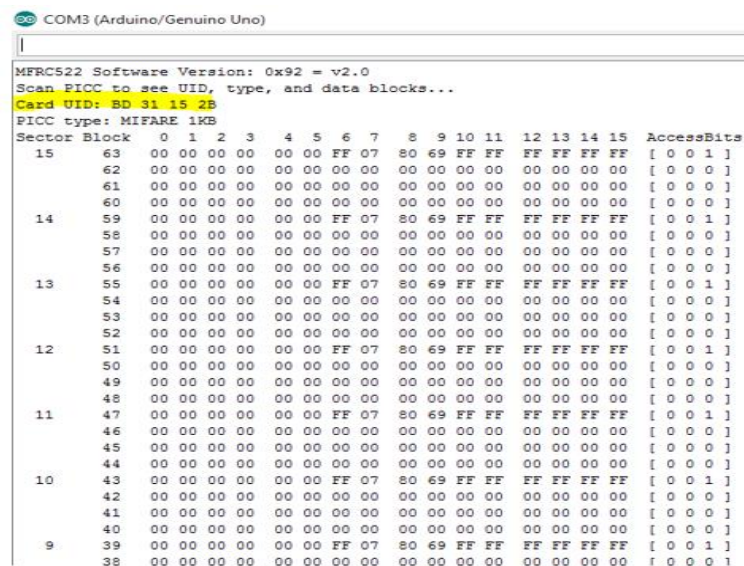 COM3 (Arduino/Genuino Uno)
MFRC522 Software Version: 0x92 = v2.0
Scan PICC to see UID, type, and data blocks...
Card UID: BD 31 15 2B
PICC type: MIFARE 1KB
Sector Block 0 1 2 3 4 5 6 7 8 9 10 11 12 13 14 15 AccessBits
15 63 00 00 00 00 00 00 FF 07 80 69 FF FF FF FF FF FF [ 0 0 1 ]
62 00 00 00 00 00 00 00 00 00 00 00 00 00 00 00 00 [ 0 0 0 ]
61 00 00 00 00 00 00 00 00 00 00 00 00 00 00 00 00 [ 0 0 0 ]
60 00 00 00 00 00 00 00 00 00 00 00 00 00 00 00 00 [ 0 0 0 ]
14 59 00 00 00 00 00 00 FF 07 80 69 FF FF FF FF FF FF [ 0 0 1 ]
58 00 00 00 00 00 00 00 00 00 00 00 00 00 00 00 00 [ 0 0 0 ]
57 00 00 00 00 00 00 00 00 00 00 00 00 00 00 00 00 [ 0 0 0 ]
56 00 00 00 00 00 00 00 00 00 00 00 00 00 00 00 00 [ 0 0 0 ]
13 55 00 00 00 00 00 00 FF 07 80 69 FF FF FF FF FF FF [ 0 0 1 ]
54 00 00 00 00 00 00 00 00 00 00 00 00 00 00 00 00 [ 0 0 0 ]
53 00 00 00 00 00 00 00 00 00 00 00 00 00 00 00 00 [ 0 0 0 ]
52 00 00 00 00 00 00 00 00 00 00 00 00 00 00 00 00 [ 0 0 0 ]
12 51 00 00 00 00 00 00 FF 07 80 69 FF FF FF FF FF FF [ 0 0 1 ]
50 00 00 00 00 00 00 00 00 00 00 00 00 00 00 00 00 [ 0 0 0 ]
49 00 00 00 00 00 00 00 00 00 00 00 00 00 00 00 00 [ 0 0 0 ]
48 00 00 00 00 00 00 00 00 00 00 00 00 00 00 00 00 [ 0 0 0 ]
11 47 00 00 00 00 00 00 FF 07 80 69 FF FF FF FF FF FF [ 0 0 1 ]
46 00 00 00 00 00 00 00 00 00 00 00 00 00 00 00 00 [ 0 0 0 ]
45 00 00 00 00 00 00 00 00 00 00 00 00 00 00 00 00 [ 0 0 0 ]
44 00 00 00 00 00 00 00 00 00 00 00 00 00 00 00 00 [ 0 0 0 ]
10 43 00 00 00 00 00 00 FF 07 80 69 FF FF FF FF FF FF [ 0 0 1 ]
42 00 00 00 00 00 00 00 00 00 00 00 00 00 00 00 00 [ 0 0 0 ]
41 00 00 00 00 00 00 00 00 00 00 00 00 00 00 00 00 [ 0 0 0 ]
40 00 00 00 00 00 00 00 00 00 00 00 00 00 00 00 00 [ 0 0 0 ]
9 39 00 00 00 00 00 00 FF 07 80 69 FF FF FF FF FF FF [ 0 0 1 ]
38 00 00 00 00 00 00 00 00 00 00 00 00 00 00 00 00 [ 0 0 0 ]